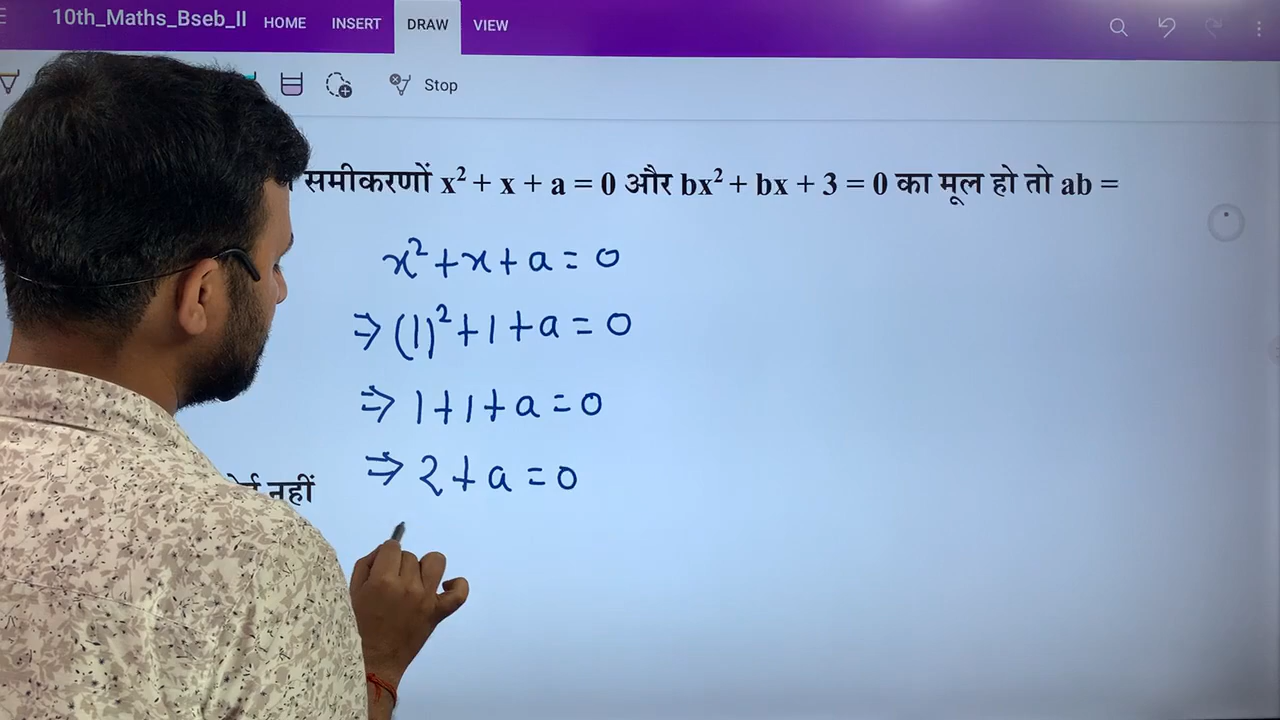 10th_Maths_Bseb_II HOME INSERT DRAW VIEW
Stop
समीकरणों x² + x + a = 0 और bx² + bx + 3 = 0 का मूल हो तो ab =
x² + x + a = 0
⇒ (1)² + 1 + a = 0
⇒ 1 + 1 + a = 0
⇒ 2 + a = 0
नहीं